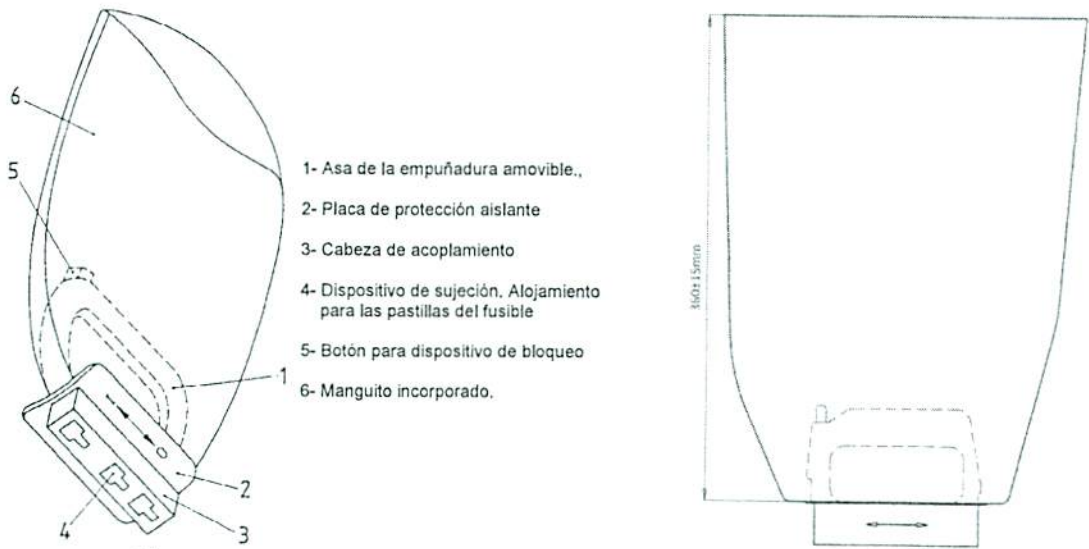 6
5
1
2
3
4
1- Asa de la empuñadura amovible.,
2- Placa de protección aislante
3- Cabeza de acoplamiento
4- Dispositivo de sujeción. Alojamiento
para las pastillas del fusible
5- Botón para dispositivo de bloqueo
6- Manguito incorporado.
360±15mm